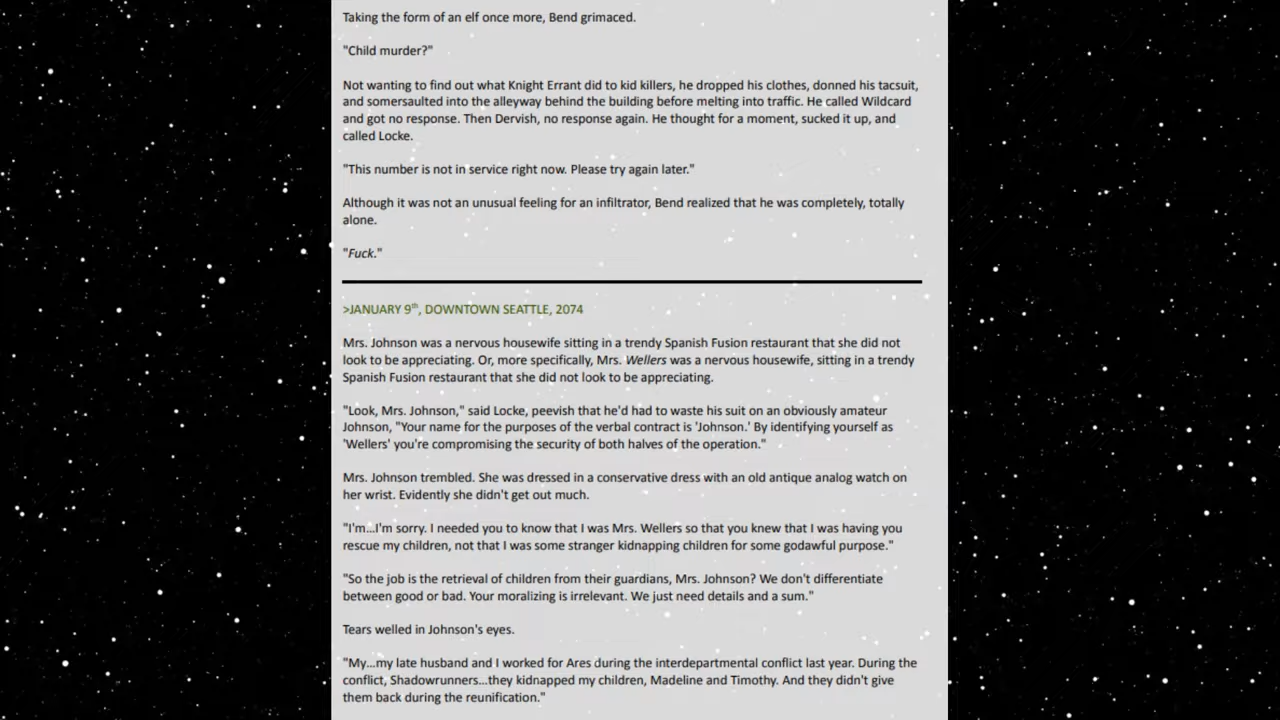 Taking the form of an elf once more, Bend grimaced.
"Child murder?"
Not wanting to find out what Knight Errant did to kid killers, he dropped his clothes, donned his tacsuit,
and somersaulted into the alleyway behind the building before melting into traffic. He called Wildcard
and got no response. Then Dervish, no response again. He thought for a moment, sucked it up, and
called Locke.
"This number is not in service right now. Please try again later."
Although it was not an unusual feeling for an infiltrator, Bend realized that he was completely, totally
alone.
"Fuck."
>JANUARY 9th, DOWNTOWN SEATTLE, 2074
Mrs. Johnson was a nervous housewife sitting in a trendy Spanish Fusion restaurant that she did not
look to be appreciating. Or, more specifically, Mrs. Wellers was a nervous housewife, sitting in a trendy
Spanish Fusion restaurant that she did not look to be appreciating.
"Look, Mrs. Johnson," said Locke, peevish that he'd had to waste his suit on an obviously amateur
Johnson, "Your name for the purposes of the verbal contract is 'Johnson.' By identifying yourself as
'Wellers' you're compromising the security of both halves of the operation."
Mrs. Johnson trembled. She was dressed in a conservative dress with an old antique analog watch on
her wrist. Evidently she didn't get out much.
"I'm...I'm sorry. I needed you to know that I was Mrs. Wellers so that you knew that I was having you
rescue my children, not that I was some stranger kidnapping children for some godawful purpose."
"So the job is the retrieval of children from their guardians, Mrs. Johnson? We don't differentiate
between good or bad. Your moralizing is irrelevant. We just need details and a sum."
Tears welled in Johnson's eyes.
"My...my late husband and I worked for Ares during the interdepartmental conflict last year. During the
conflict, Shadowrunners...they kidnapped my children, Madeline and Timothy. And they didn't give
them back during the reunification."